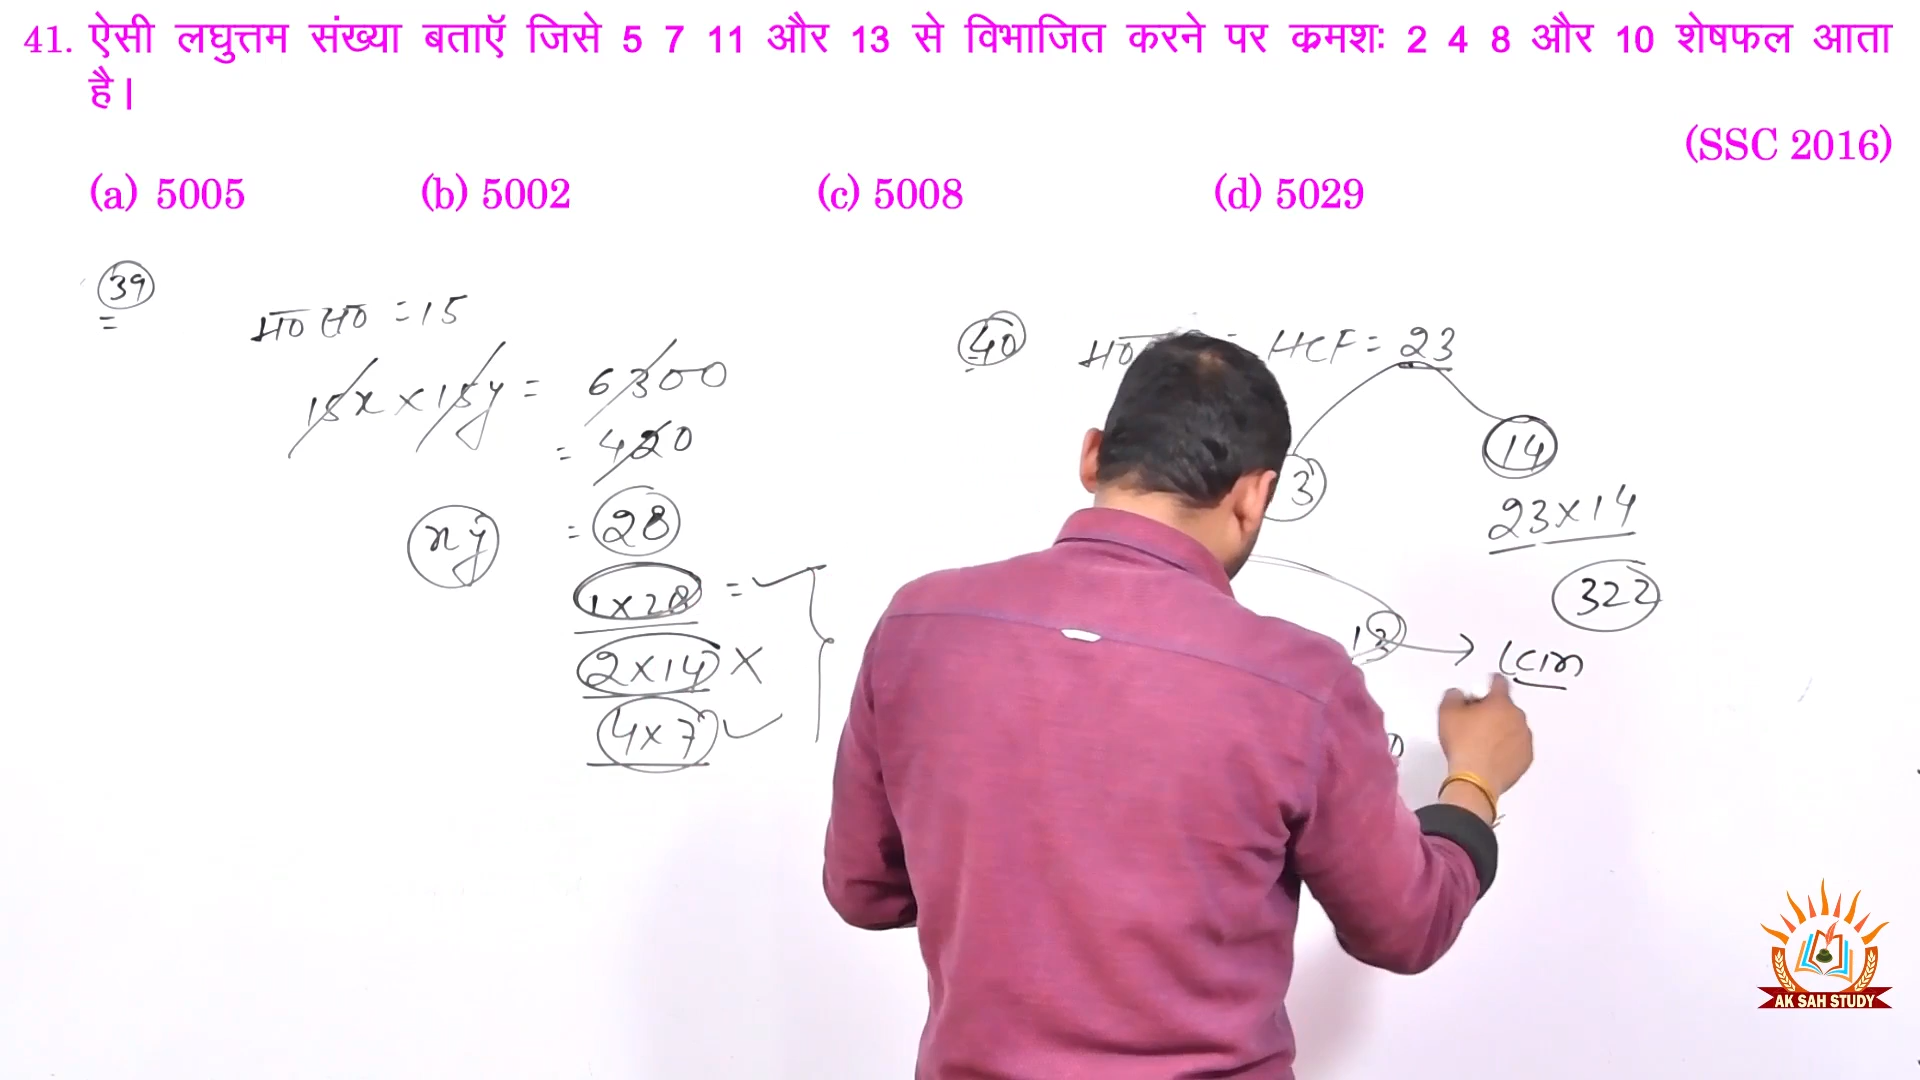 41. ऐसी लघुत्तम संख्या बताऍ जिसे 5 7 11 और 13 से विभाजित करने पर क्रमशः 2 4 8 और 10 शेषफल आता
है।
(SSC 2016)
(a) 5005 (b) 5002 (c) 5008 (d) 5029
39
म० स० = 15
15x × 15y = 6300
= 420
xy = 28
1 × 28 =
2 × 14 ×
4 × 7
40
HCF = 23
14
23 × 14
322
13 → LCM
AK SAH STUDY